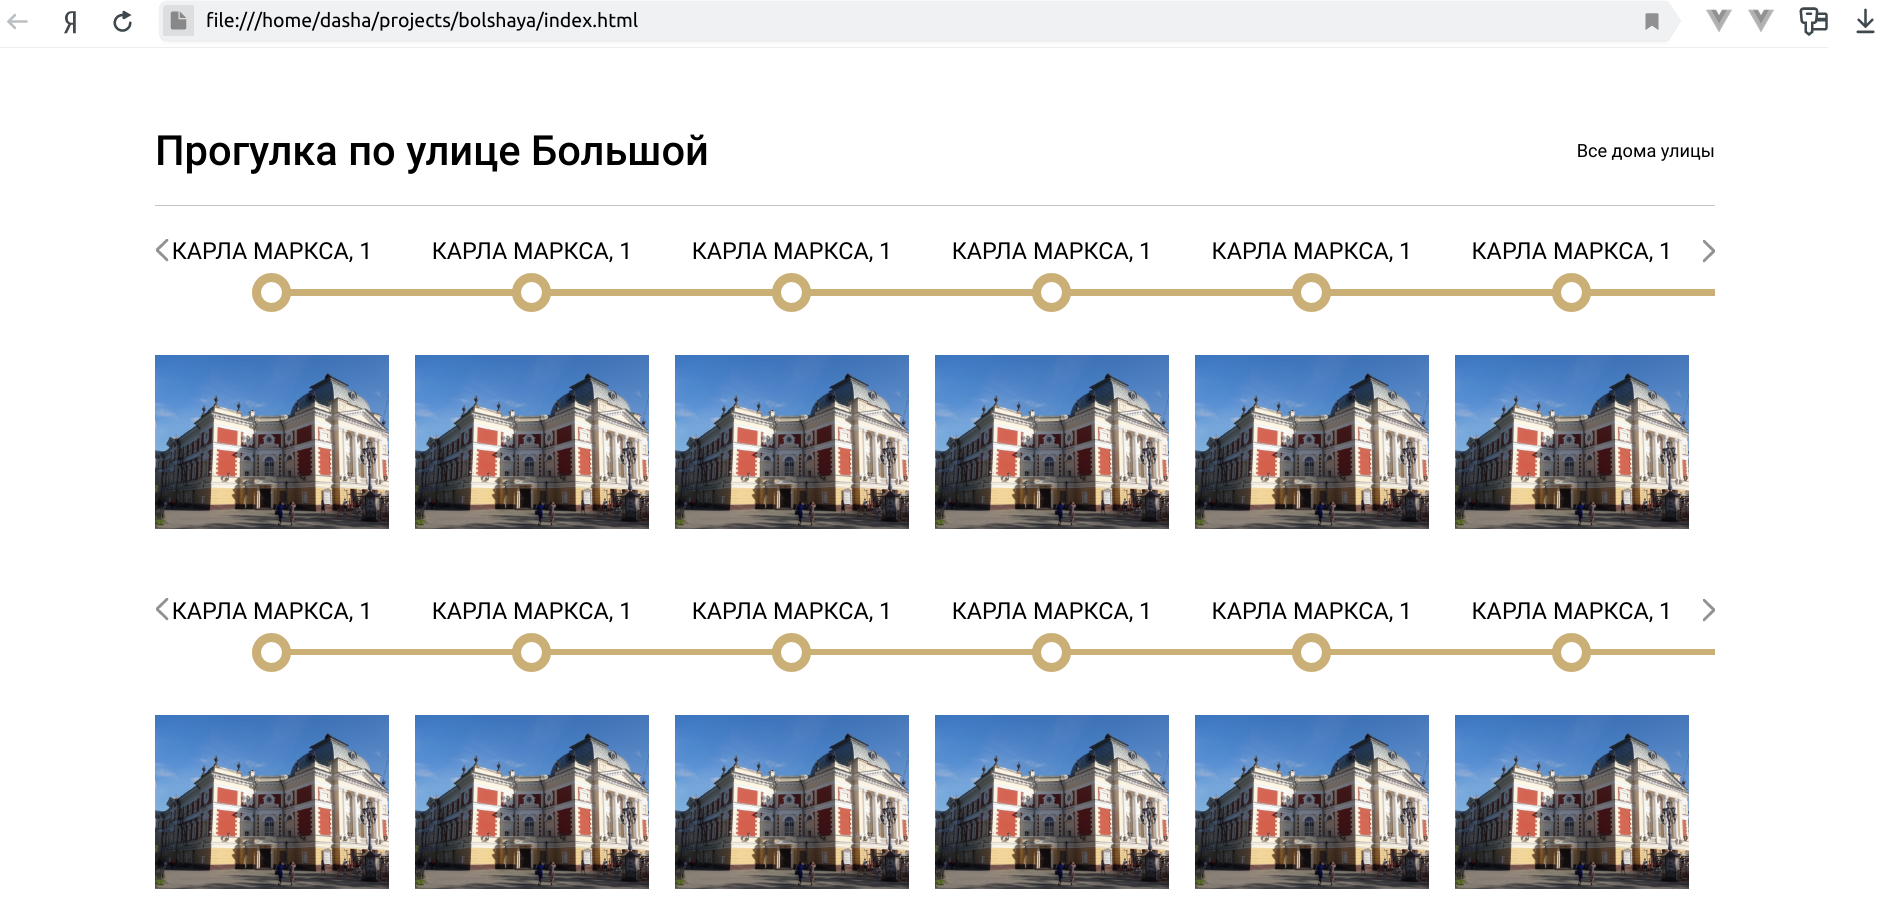 Я file:///home/dasha/projects/bolshaya/index.html
Прогулка по улице Большой
Все дома улицы
КАРЛА МАРКСА, 1 КАРЛА МАРКСА, 1 КАРЛА МАРКСА, 1 КАРЛА МАРКСА, 1 КАРЛА МАРКСА, 1 КАРЛА МАРКСА, 1
КАРЛА МАРКСА, 1 КАРЛА МАРКСА, 1 КАРЛА МАРКСА, 1 КАРЛА МАРКСА, 1 КАРЛА МАРКСА, 1 КАРЛА МАРКСА, 1